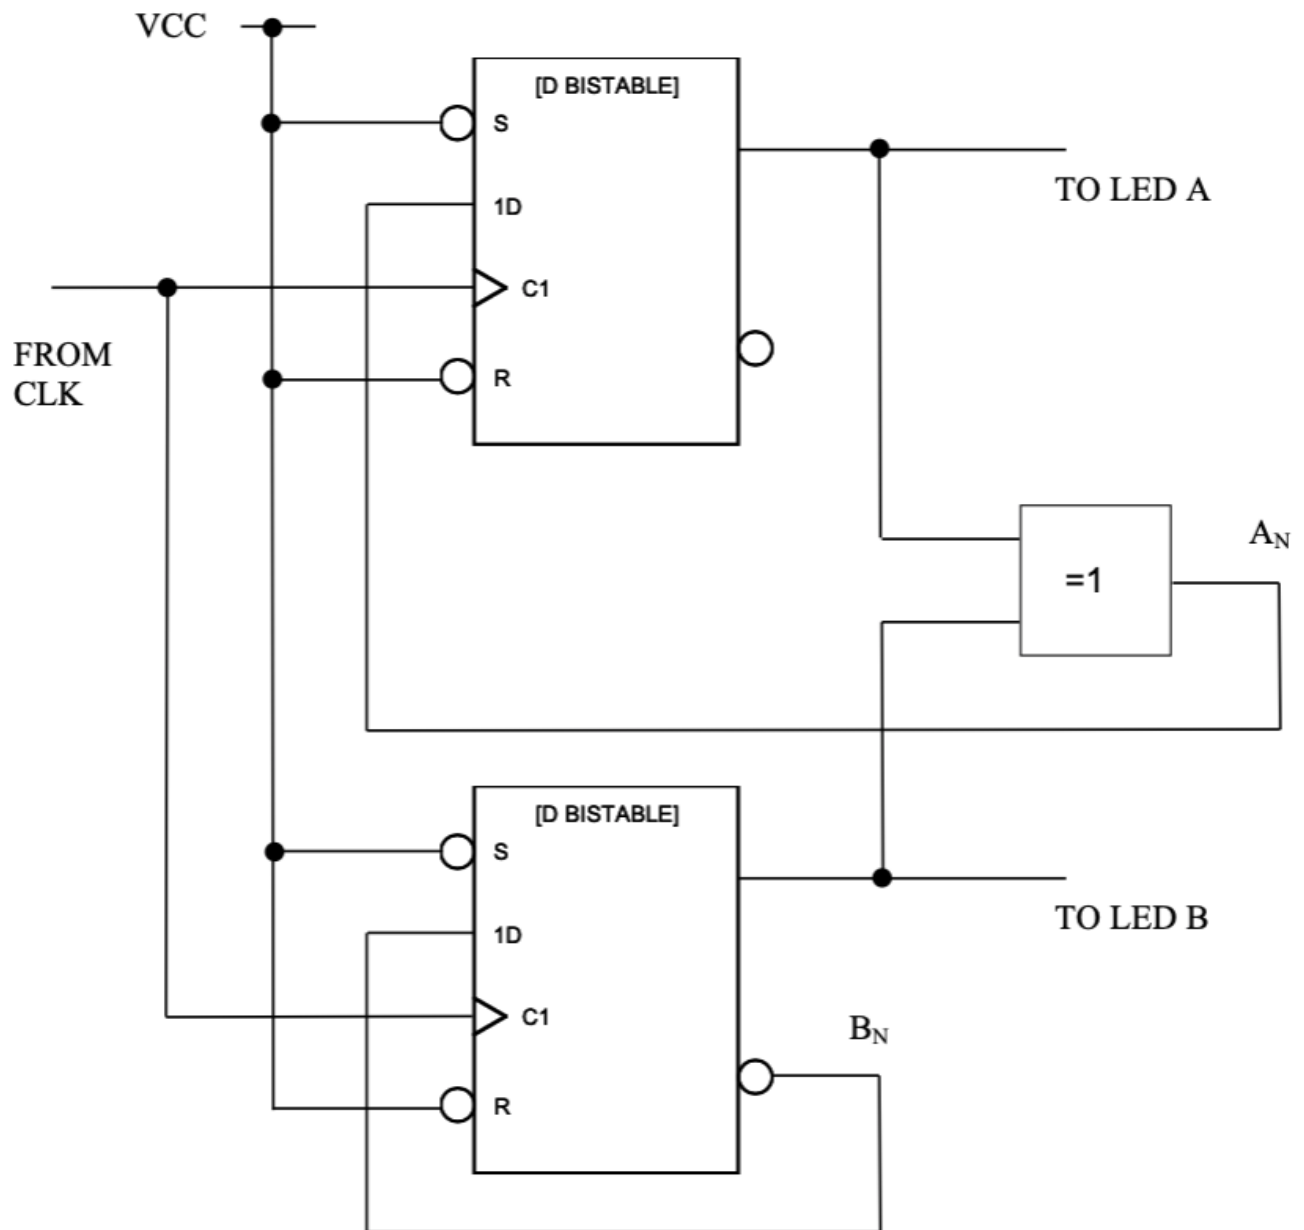 VCC
[D BISTABLE]
S
TO LED A
1D
C1
FROM
CLK
R
A_N
=1
[D BISTABLE]
S
TO LED B
1D
C1
B_N
R